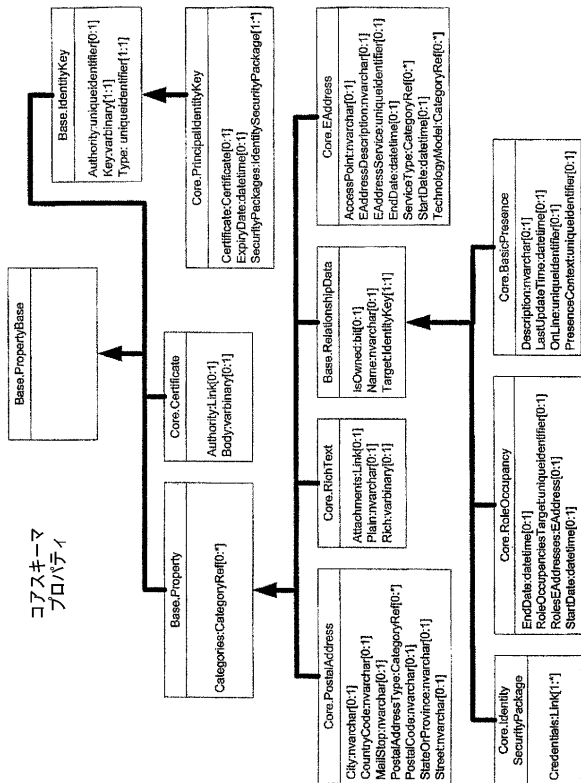 コアスキーマ
プロパティ
Base.PropertyBase
Base.Property
Categories:CategoryRef[0:*]
Core.Certificate
Authority:Link[0:1]
Body:varbinary[0:1]
Base.IdentityKey
Authority:uniqueidentifier[0:1]
Key:varbinary[1:1]
Type: uniqueidentifier[1:1]
Core.PrincipalIdentityKey
Certificate:Certificate[0:1]
ExpiryDate:datetime[0:1]
SecurityPackages:IdentitySecurityPackage[1:*]
Core.PostalAddress
City:nvarchar[0:1]
CountryCode:nvarchar[0:1]
MailStop:nvarchar[0:1]
PostalAddressType:CategoryRef[0:*]
PostalCode:nvarchar[0:1]
StateOrProvince:nvarchar[0:1]
Street:nvarchar[0:1]
Core.RichText
Attachments:Link[0:1]
Plain:nvarchar[0:1]
Rich:varbinary[0:1]
Base.RelationshipData
IsOwned:bit[0:1]
Name:nvarchar[0:1]
Target:IdentityKey[1:1]
Core.EAddress
AccessPoint:nvarchar[0:1]
EAddressDescription:nvarchar[0:1]
EAddressService:uniqueidentifier[0:1]
EndDate:datetime[0:1]
ServiceType:CategoryRef[0:*]
StartDate:datetime[0:1]
TechnologyModel:CategoryRef[0:*]
Core.Identity
SecurityPackage
Credentials:Link[1:*]
Core.RoleOccupancy
EndDate:datetime[0:1]
RoleOccupanciesTarget:uniqueidentifier[0:1]
RolesEAddresses:EAddress[0:1]
StartDate:datetime[0:1]
Core.BasicPresence
Description:nvarchar[0:1]
LastUpdateTime:datetime[0:1]
OnLine:uniqueidentifier[0:1]
PresenceContext:uniqueidentifier[0:1]